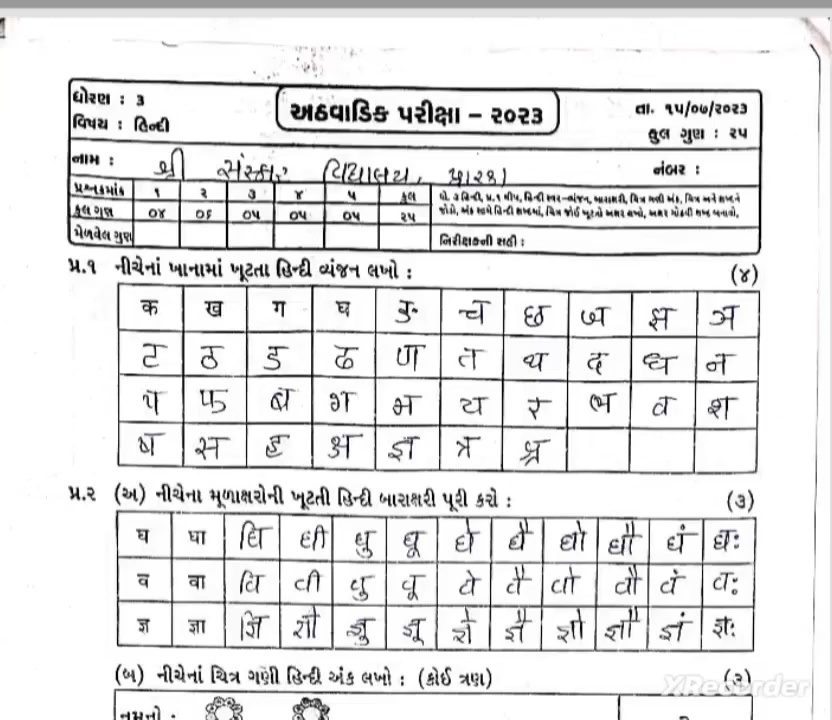 ધોરણ : ૩
અઠવાડિક પરીક્ષા – ૨૦૨૩
તા. ૧૫/૦૭/૨૦૨૩
વિષય : હિન્દી
કુલ ગુણ : ૨૫
નામ : શ્રી સંસ્કાર વિદ્યાલય, નંબર :
પ્રશ્નક્રમાંક ૧ ૨ ૩ ૪ ૫ કુલ
કુલ ગુણ ૦૪ ૦૬ ૦૫ ૦૫ ૦૫ ૨૫
મેળવેલ ગુણ નિરીક્ષકની સહી :
પ્ર.૧ નીચેનાં ખાનામાં ખૂટતા હિન્દી વ્યંજન લખો : (૪)
क ख ग घ ङ च छ ज झ ञ
ट ठ ड ढ ण त थ द ध न
प फ ब भ म य र ल व श
ष स ह क्ष ज्ञ त्र श्र
પ્ર.૨ (અ) નીચેના મૂળાક્ષરોની ખૂટતી હિન્દી બારાક્ષરી પૂરી કરો : (૩)
घ घा घि घी घु घू घे घै घो घौ घं घः
व वा वि वी वु वू वे वै वो वौ वं वः
ज्ञ ज्ञा ज्ञि ज्ञी ज्ञु ज्ञू ज्ञे ज्ञै ज्ञो ज्ञौ ज्ञं ज्ञः
(બ) નીચેનાં ચિત્ર ગણી હિન્દી અંક લખો : (કોઈ ત્રણ) (૩)
XRecorder
નમૂનો :